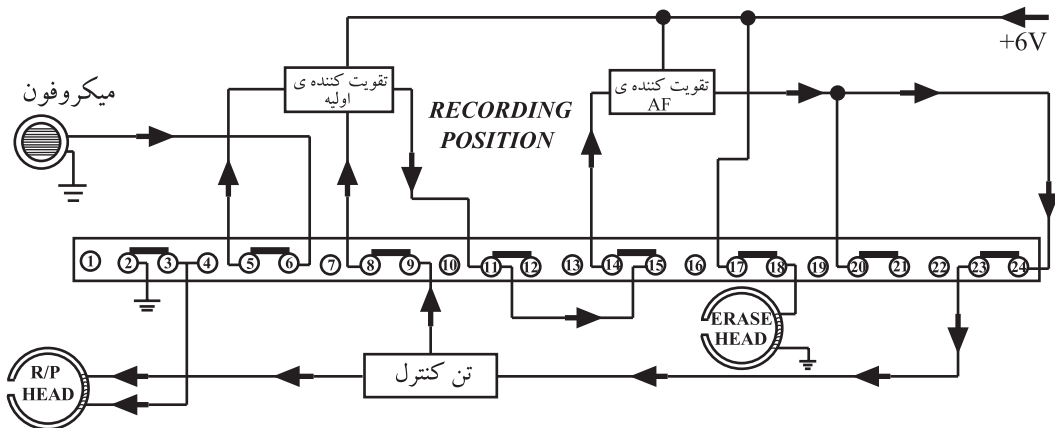 +6V
میکروفون
تقویت کننده ی
اولیه
RECORDING
POSITION
تقویت کننده ی
AF
1 2 3 4 5 6 7 8 9 10 11 12 13 14 15 16 17 18 19 20 21 22 23 24
ERASE
HEAD
R/P
HEAD
تن کنترل